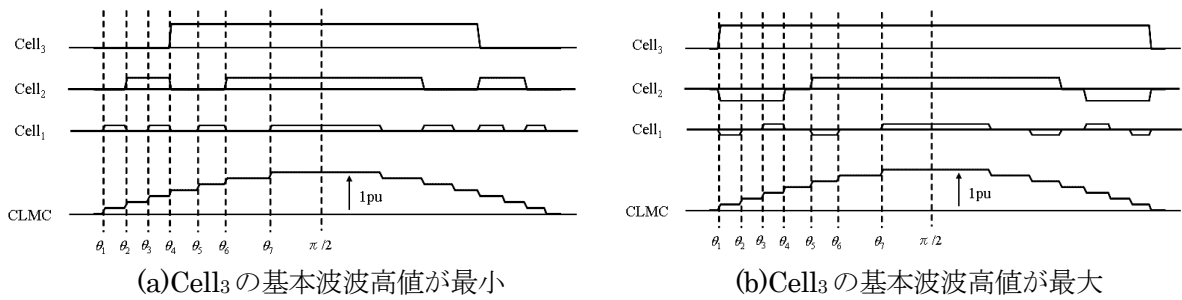 Cell₃
Cell₂
Cell₁
CLMC
1pu
θ₁ θ₂ θ₃ θ₄ θ₅ θ₆ θ₇ π/2
(a)Cell₃の基本波波高値が最小
Cell₃
Cell₂
Cell₁
CLMC
1pu
θ₁ θ₂ θ₃ θ₄ θ₅ θ₆ θ₇ π/2
(b)Cell₃の基本波波高値が最大